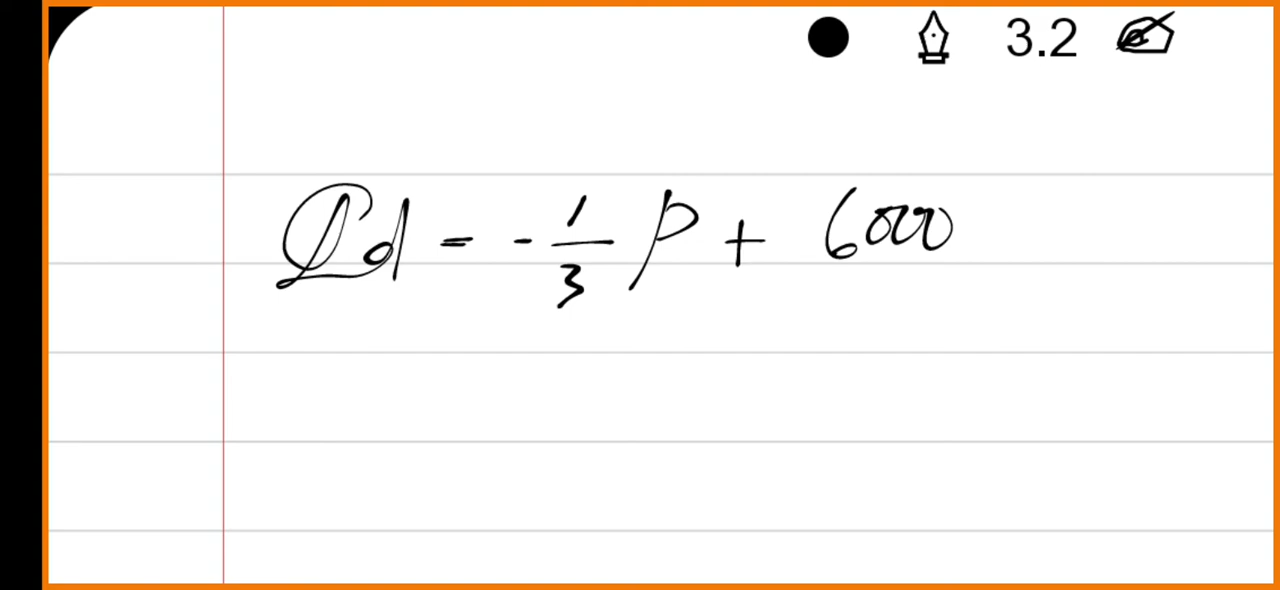 3.2
Qd = - 1/3 P + 6000